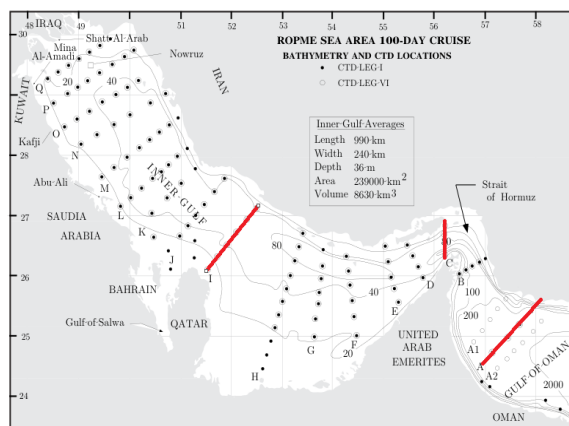 48 49 50 51 52 53 54 55 56 57 58
IRAQ
30
Shatt·Al·Arab
Mina
Al-Amadi
Nowruz
ROPME SEA AREA 100-DAY CRUISE
BATHYMETRY AND CTD LOCATIONS
CTD·LEG·I
CTD·LEG·VI
20
40
Q
KUWAIT
IRAN
P
Kafji
O
28
N
Inner·Gulf·Averages
Length 990·km
Width 240·km
Depth 36·m
Area 239000·km2
Volume 8630·km3
INNER·GULF
Abu·Ali
M
Strait
of Hormuz
27
SAUDIA
ARABIA
L
K
80
80
C
J
I
B
26
BAHRAIN
40
D
100
E
200
Gulf·of·Salwa
QATAR
25
G
F
20
UNITED
ARAB
EMIRATES
A1
A
A2
GULF·OF·OMAN
H
24
2000
OMAN